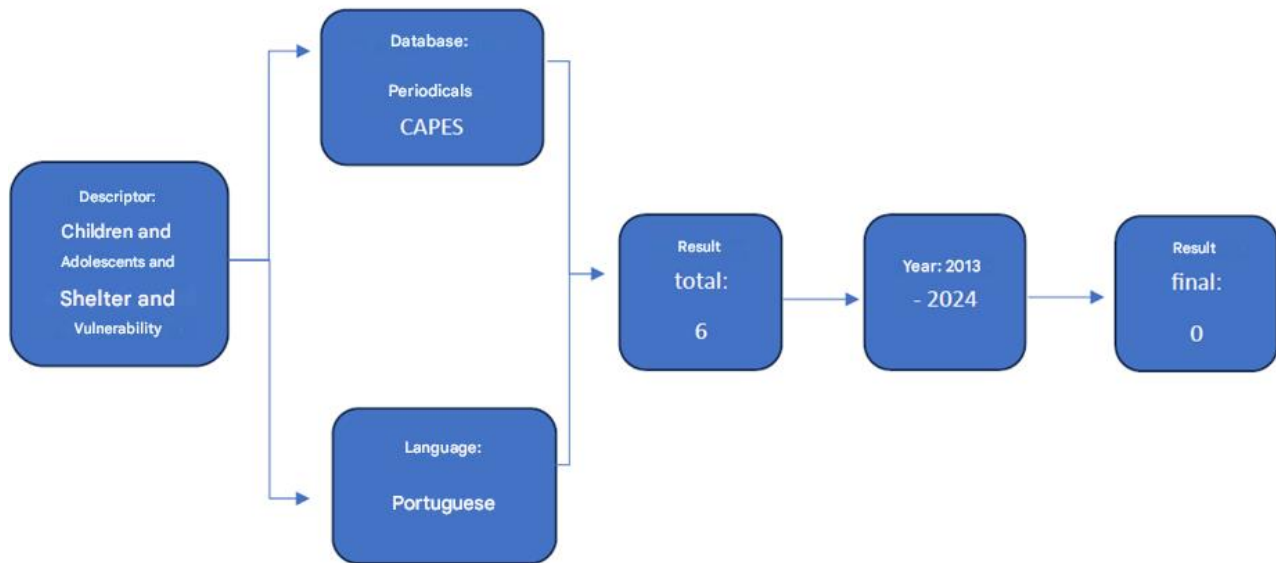 Descriptor:
Children and
Adolescents and
Shelter and
Vulnerability
Database:
Periodicals
CAPES
Language:
Portuguese
Result
total:
6
Year: 2013
- 2024
Result
final:
0